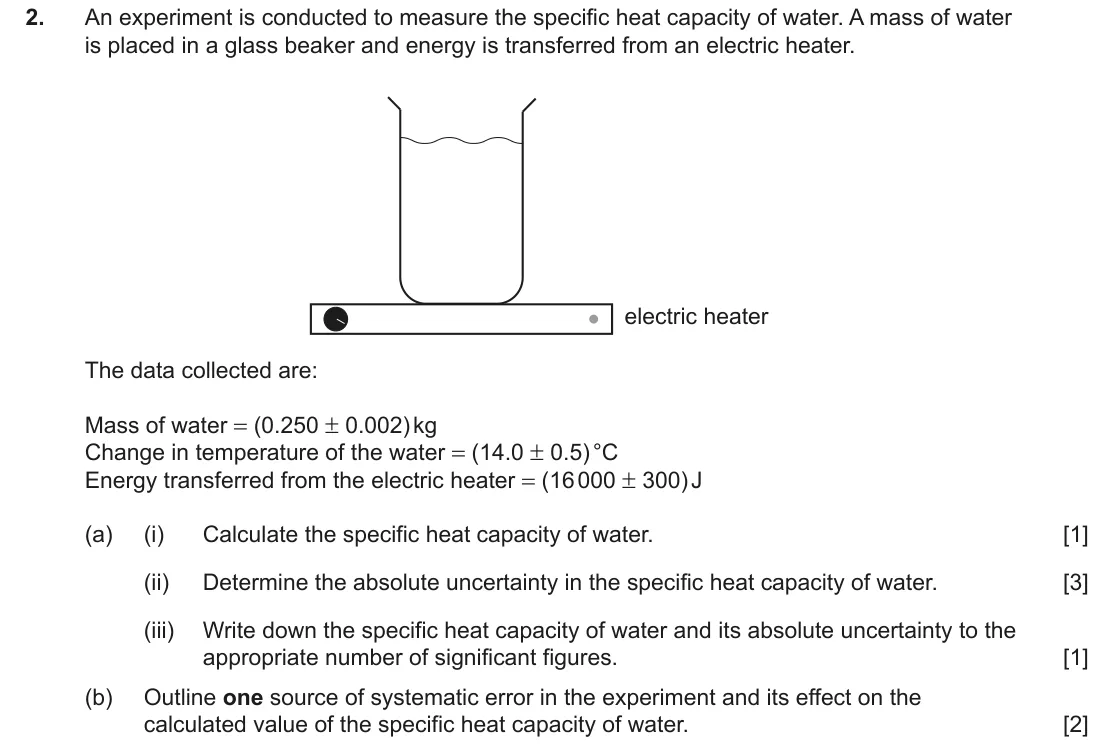 2. An experiment is conducted to measure the specific heat capacity of water. A mass of water
is placed in a glass beaker and energy is transferred from an electric heater.
electric heater
The data collected are:
Mass of water = (0.250 ± 0.002) kg
Change in temperature of the water = (14.0 ± 0.5) °C
Energy transferred from the electric heater = (16 000 ± 300) J
(a) (i) Calculate the specific heat capacity of water. [1]
(ii) Determine the absolute uncertainty in the specific heat capacity of water. [3]
(iii) Write down the specific heat capacity of water and its absolute uncertainty to the
appropriate number of significant figures. [1]
(b) Outline one source of systematic error in the experiment and its effect on the
calculated value of the specific heat capacity of water. [2]